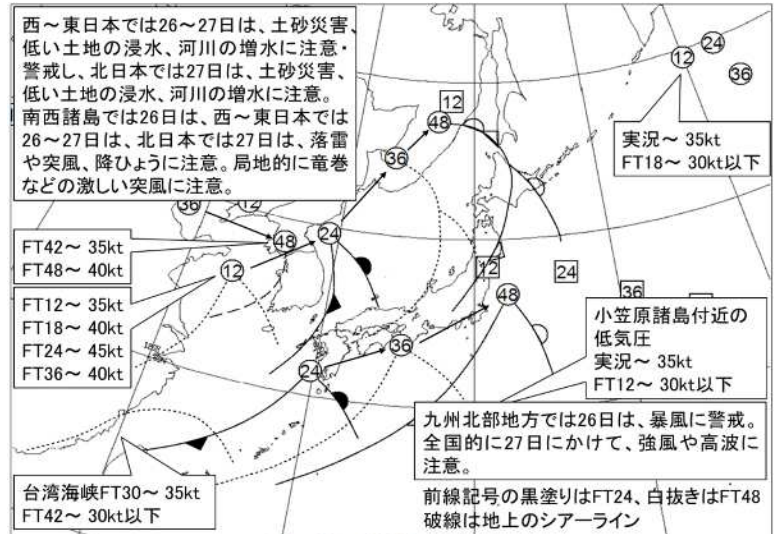 西～東日本では26～27日は、土砂災害、
低い土地の浸水、河川の増水に注意・
警戒し、北日本では27日は、土砂災害、
低い土地の浸水、河川の増水に注意。
南西諸島では26日は、西～東日本では
26～27日は、北日本では27日は、落雷
や突風、降ひょうに注意。局地的に竜巻
などの激しい突風に注意。
24
12
36
実況～ 35kt
FT18～ 30kt以下
12
48
36
36
12
24
48
12
FT42～ 35kt
FT48～ 40kt
FT12～ 35kt
FT18～ 40kt
FT24～ 45kt
FT36～ 40kt
12
24
36
48
小笠原諸島付近の
低気圧
実況～ 35kt
FT12～ 30kt以下
36
24
九州北部地方では26日は、暴風に警戒。
全国的に27日にかけて、強風や高波に
注意。
台湾海峡FT30～ 35kt
FT42～ 30kt以下
前線記号の黒塗りはFT24、白抜きはFT48
破線は地上のシアーライン